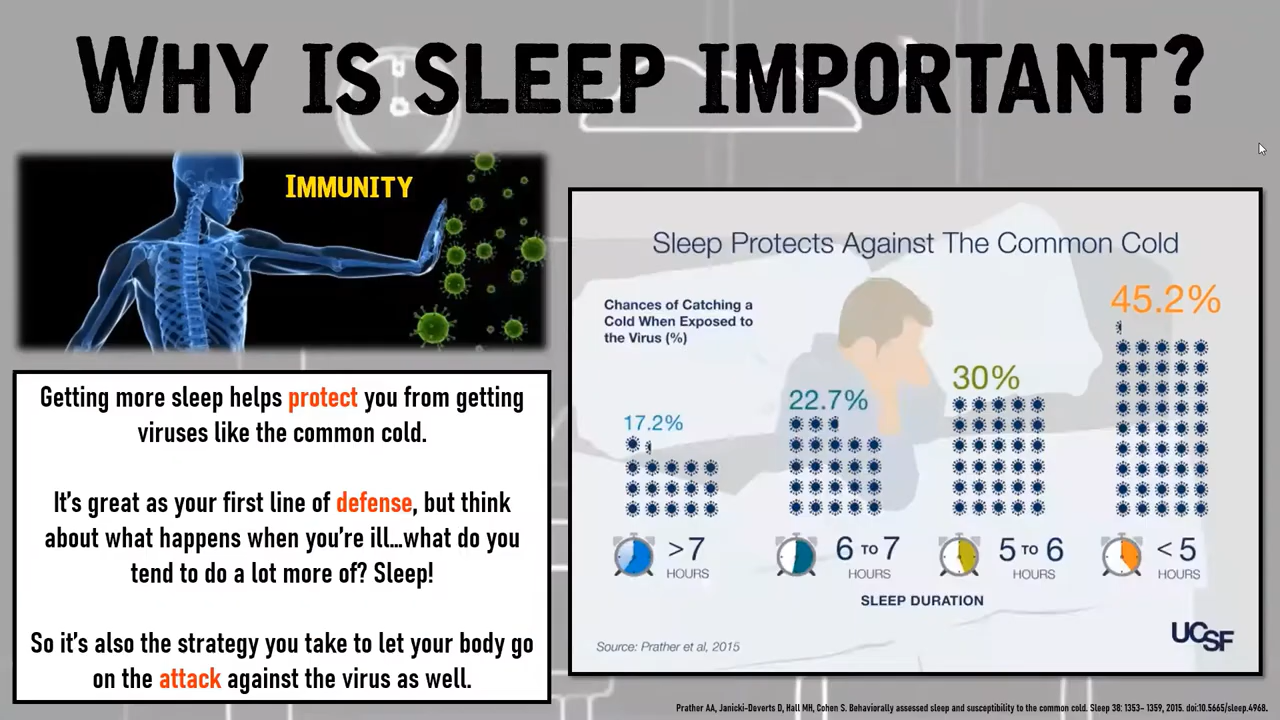 WHY IS SLEEP IMPORTANT?
IMMUNITY
Getting more sleep helps protect you from getting
viruses like the common cold.
It's great as your first line of defense, but think
about what happens when you're ill...what do you
tend to do a lot more of? Sleep!
So it's also the strategy you take to let your body go
on the attack against the virus as well.
Sleep Protects Against The Common Cold
Chances of Catching a
Cold When Exposed to
the Virus (%)
17.2%
22.7%
30%
45.2%
>7
HOURS
6 TO 7
HOURS
5 TO 6
HOURS
<5
HOURS
SLEEP DURATION
Source: Prather et al, 2015
UCSF
Prather AA, Janicki-Deverts D, Hall MH, Cohen S. Behaviorally assessed sleep and susceptibility to the common cold. Sleep 38: 1353– 1359, 2015. doi:10.5665/sleep.4968.